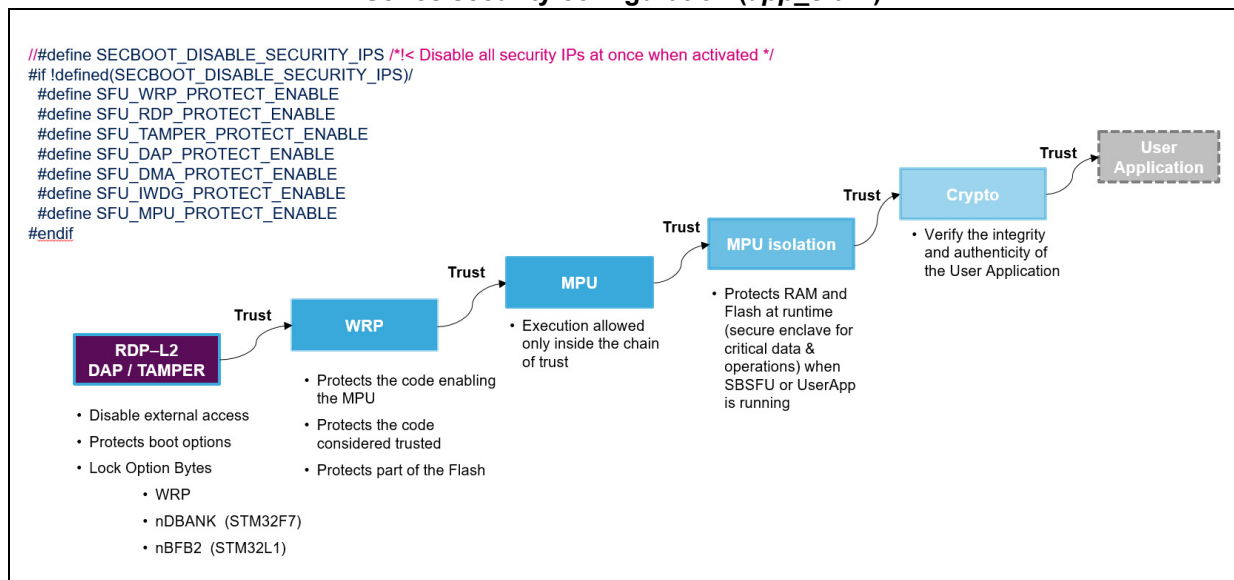 //#define SECBOOT_DISABLE_SECURITY_IPS /*!< Disable all security IPs at once when activated */
#if !defined(SECBOOT_DISABLE_SECURITY_IPS)/
#define SFU_WRP_PROTECT_ENABLE
#define SFU_RDP_PROTECT_ENABLE
#define SFU_TAMPER_PROTECT_ENABLE
#define SFU_DAP_PROTECT_ENABLE
#define SFU_DMA_PROTECT_ENABLE
#define SFU_IWDG_PROTECT_ENABLE
#define SFU_MPU_PROTECT_ENABLE
#endif
RDP–L2
DAP / TAMPER
• Disable external access
• Protects boot options
• Lock Option Bytes
• WRP
• nDBANK (STM32F7)
• nBFB2 (STM32L1)
Trust
WRP
• Protects the code enabling
the MPU
• Protects the code
considered trusted
• Protects part of the Flash
Trust
MPU
• Execution allowed
only inside the chain
of trust
Trust
MPU isolation
• Protects RAM and
Flash at runtime
(secure enclave for
critical data &
operations) when
SBSFU or UserApp
is running
Trust
Crypto
• Verify the integrity
and authenticity of
the User Application
Trust
User
Application